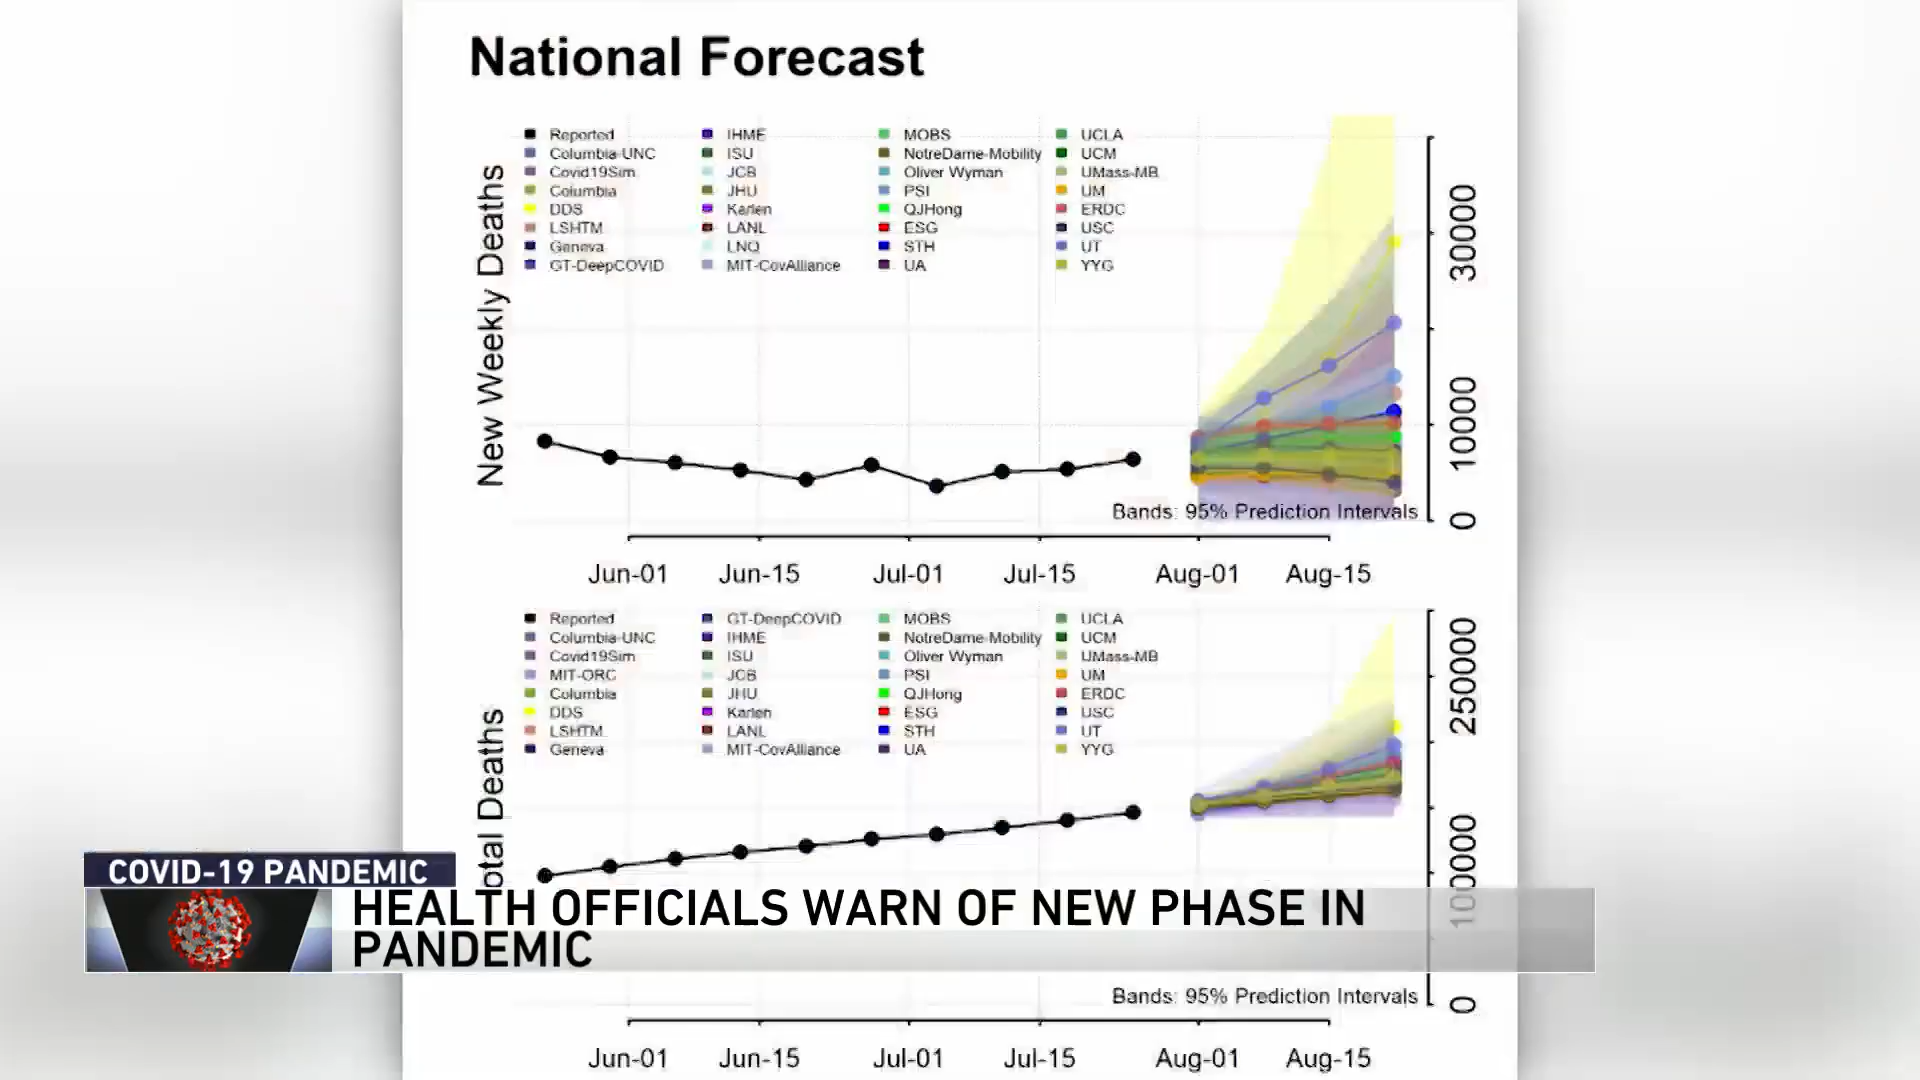 National Forecast
New Weekly Deaths
Reported
Columbia-UNC
Covid19Sim
Columbia
DDS
LSHTM
Geneva
GT-DeepCOVID
IHME
ISU
JCB
JHU
Karlen
LANL
LNQ
MIT-CovAlliance
MOBS
NotreDame-Mobility
Oliver Wyman
PSI
QJHong
ESG
STH
UA
UCLA
UCM
UMass-MB
UM
ERDC
USC
UT
YYG
30000
10000
0
Bands: 95% Prediction Intervals
Jun-01 Jun-15 Jul-01 Jul-15 Aug-01 Aug-15
otal Deaths
Reported
Columbia-UNC
Covid19Sim
MIT-ORC
Columbia
DDS
LSHTM
Geneva
GT-DeepCOVID
IHME
ISU
JCB
JHU
Karlen
LANL
MIT-CovAlliance
MOBS
NotreDame-Mobility
Oliver Wyman
PSI
QJHong
ESG
STH
UA
UCLA
UCM
UMass-MB
UM
ERDC
USC
UT
YYG
250000
100000
0
COVID-19 PANDEMIC
HEALTH OFFICIALS WARN OF NEW PHASE IN
PANDEMIC
Bands: 95% Prediction Intervals
Jun-01 Jun-15 Jul-01 Jul-15 Aug-01 Aug-15